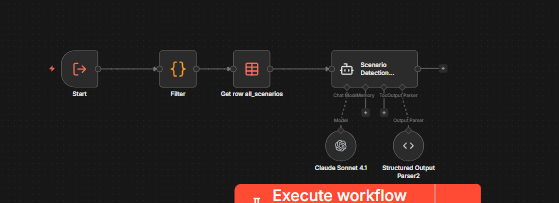 Scenario
Detection...
Start
Filter
Get row all_scenarios
Chat Model
Memory
Tool
Output Parser
Model
Output Parser
Claude Sonnet 4.1
Structured Output
Parser2
Execute workflow